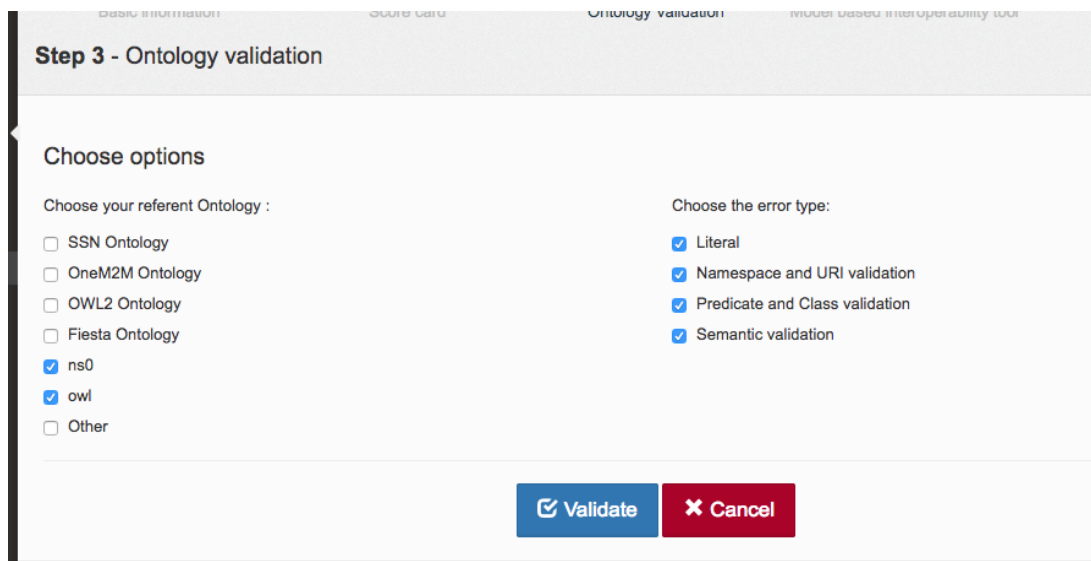 Basic information Score card Ontology Validation Model based interoperability tool
Step 3 - Ontology validation
Choose options
Choose your referent Ontology :
SSN Ontology
OneM2M Ontology
OWL2 Ontology
Fiesta Ontology
ns0
owl
Other
Choose the error type:
Literal
Namespace and URI validation
Predicate and Class validation
Semantic validation
Validate
Cancel